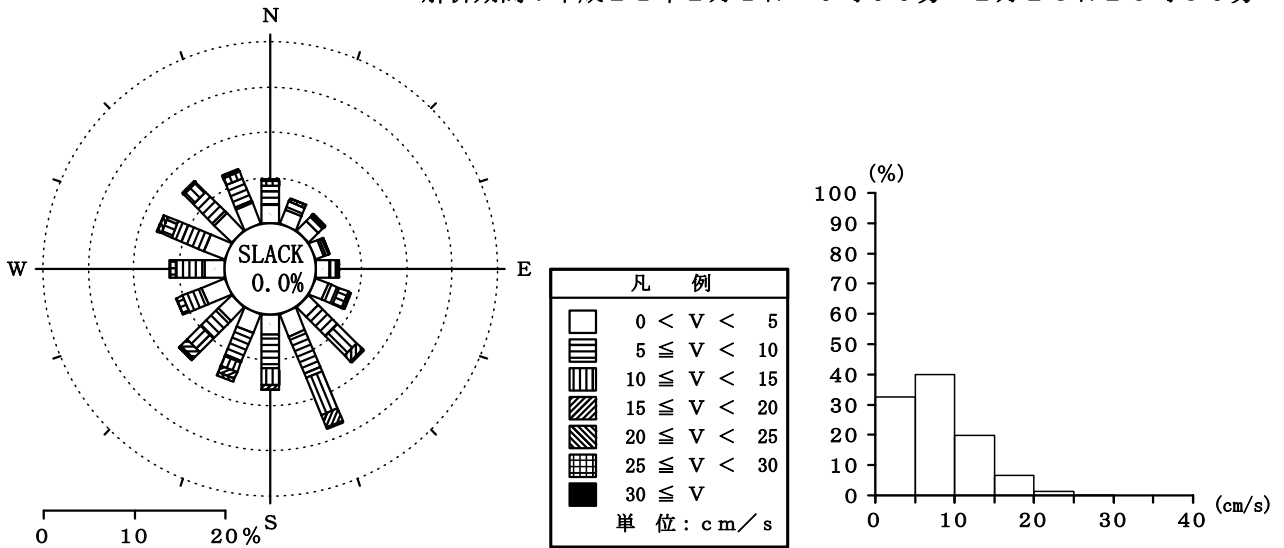 N
W
E
S
SLACK
0.0%
0 10 20%
凡 例
0 < V < 5
5 ≦ V < 10
10 ≦ V < 15
15 ≦ V < 20
20 ≦ V < 25
25 ≦ V < 30
30 ≦ V
単 位: cm/s
(%)
100
90
80
70
60
50
40
30
20
10
0
0 10 20 30 40 (cm/s)